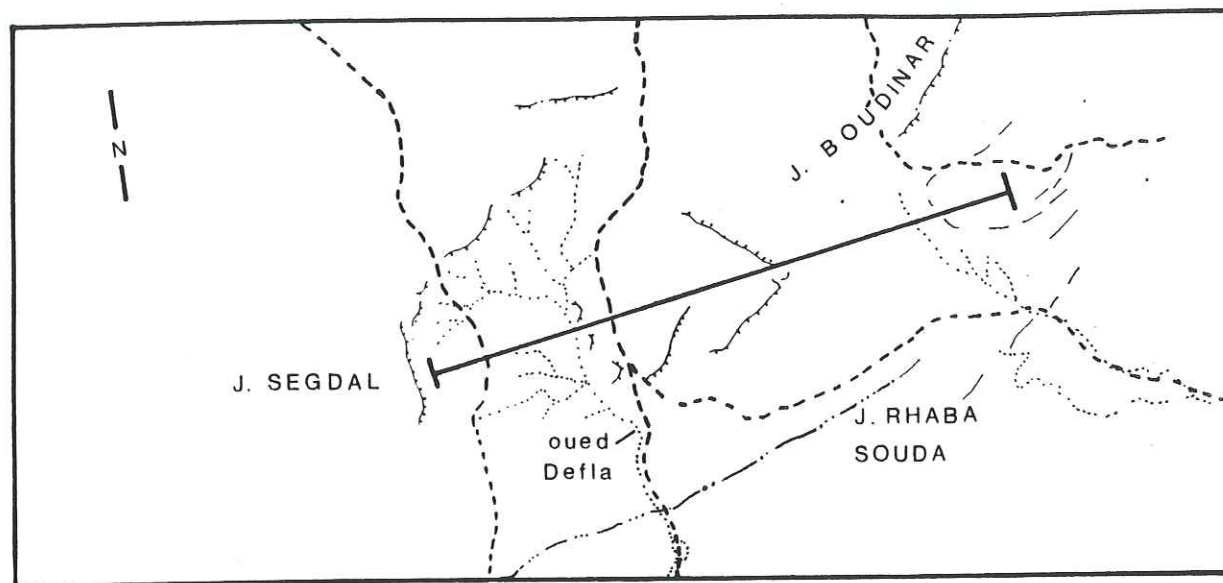 N
J. BOUDINAR
J. SEGDAL
oued
Defla
J. RHABA
SOUDA